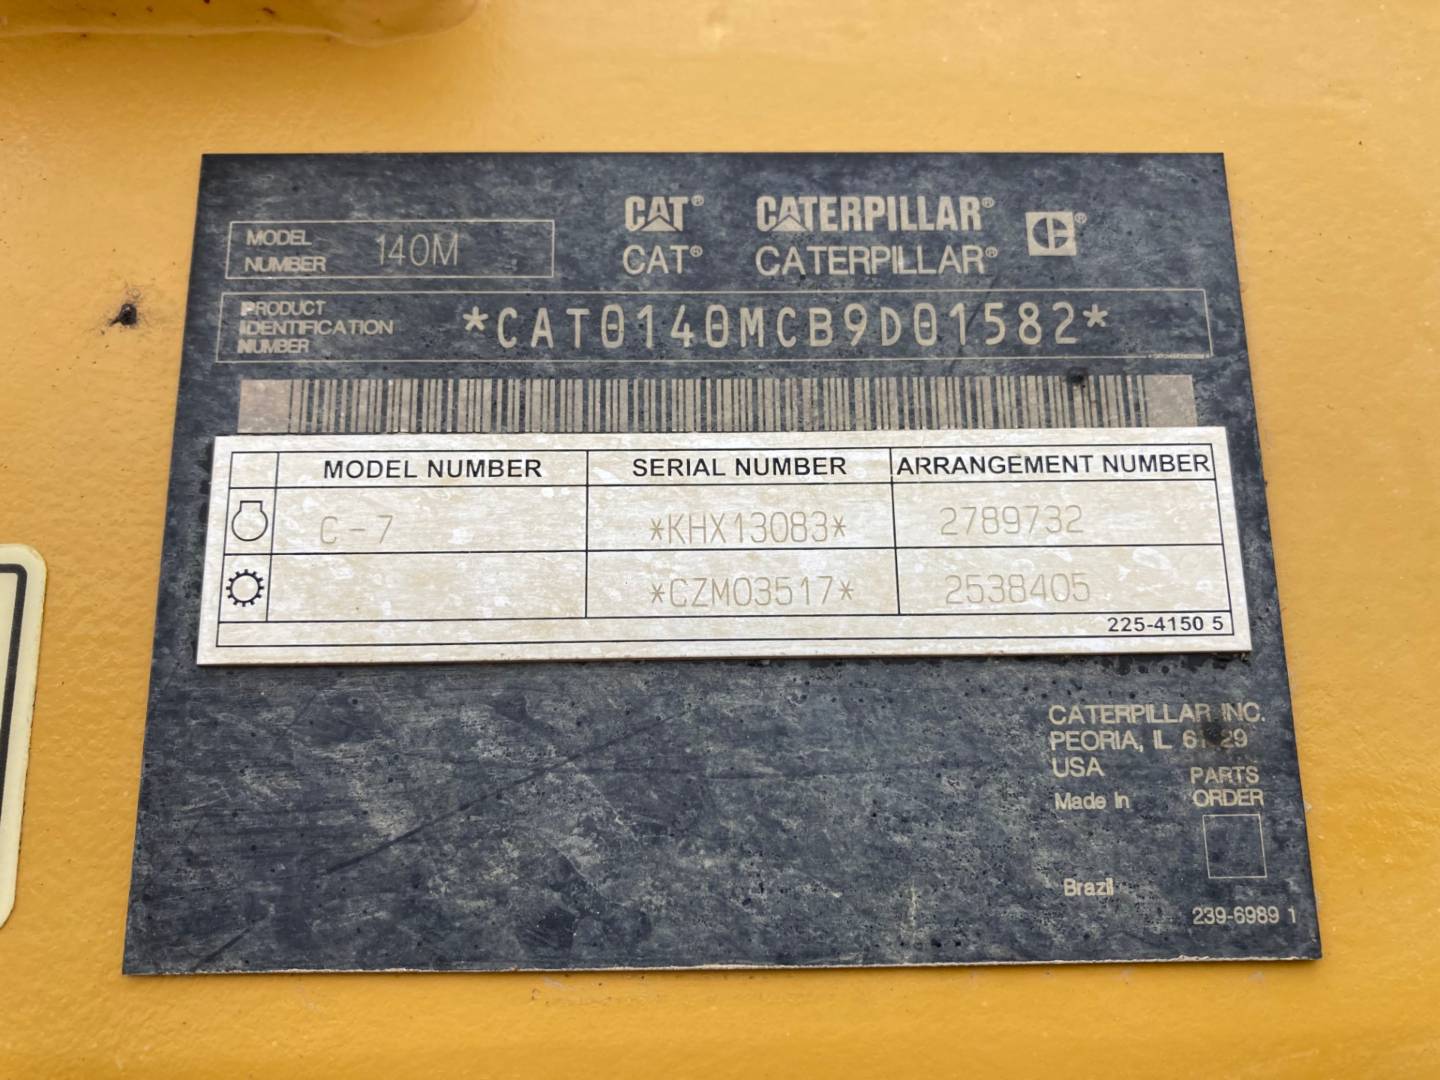 MODEL NUMBER 140M
CAT® CATERPILLAR®
CAT® CATERPILLAR®
PRODUCT IDENTIFICATION NUMBER *CAT0140MCB9D01582*
MODEL NUMBER SERIAL NUMBER ARRANGEMENT NUMBER
C-7 *KHX13083* 2789732
*CZM03517* 2538405
225-4150 5
CATERPILLAR INC.
PEORIA, IL
USA
PARTS
Made In ORDER
Brazil
239-6989 1